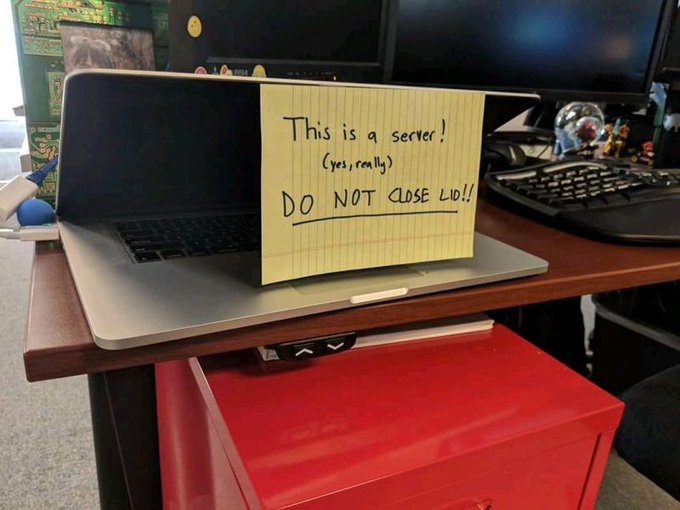 This is a server!
(yes, really)
DO NOT CLOSE LID!!